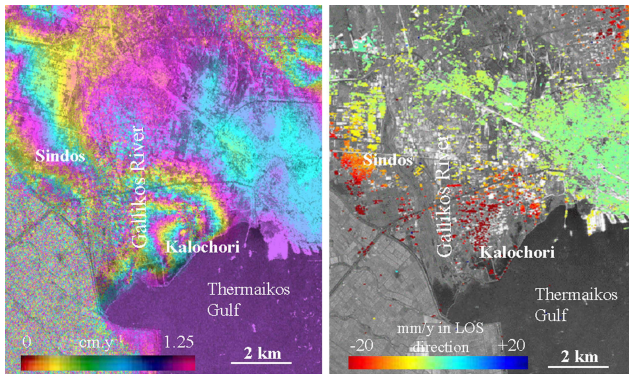 Sindos
Gallikos River
Kalochori
Thermaikos
Gulf
0 cm.y 1.25
2 km
Sindos
Gallikos River
Kalochori
Thermaikos
Gulf
mm/y in LOS
-20 direction +20
2 km